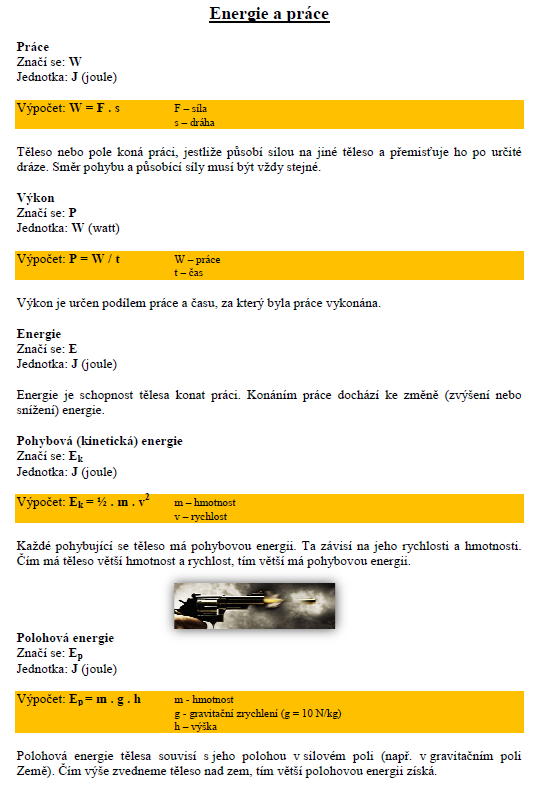 Energie a práce
Práce
Značí se: W
Jednotka: J (joule)
Výpočet: W = F . s F – síla
s – dráha
Těleso nebo pole koná práci, jestliže působí silou na jiné těleso a přemisťuje ho po určité
dráze. Směr pohybu a působící síly musí být vždy stejné.
Výkon
Značí se: P
Jednotka: W (watt)
Výpočet: P = W / t W – práce
t – čas
Výkon je určen podílem práce a času, za který byla práce vykonána.
Energie
Značí se: E
Jednotka: J (joule)
Energie je schopnost tělesa konat práci. Konáním práce dochází ke změně (zvýšení nebo
snížení) energie.
Pohybová (kinetická) energie
Značí se: Eₖ
Jednotka: J (joule)
Výpočet: Eₖ = ½ . m . v² m – hmotnost
v – rychlost
Každé pohybující se těleso má pohybovou energii. Ta závisí na jeho rychlosti a hmotnosti.
Čím má těleso větší hmotnost a rychlost, tím větší má pohybovou energii.
Polohová energie
Značí se: Eₚ
Jednotka: J (joule)
Výpočet: Eₚ = m . g . h m - hmotnost
g - gravitační zrychlení (g = 10 N/kg)
h – výška
Polohová energie tělesa souvisí s jeho polohou v silovém poli (např. v gravitačním poli
Země). Čím výše zvedneme těleso nad zem, tím větší polohovou energii získá.